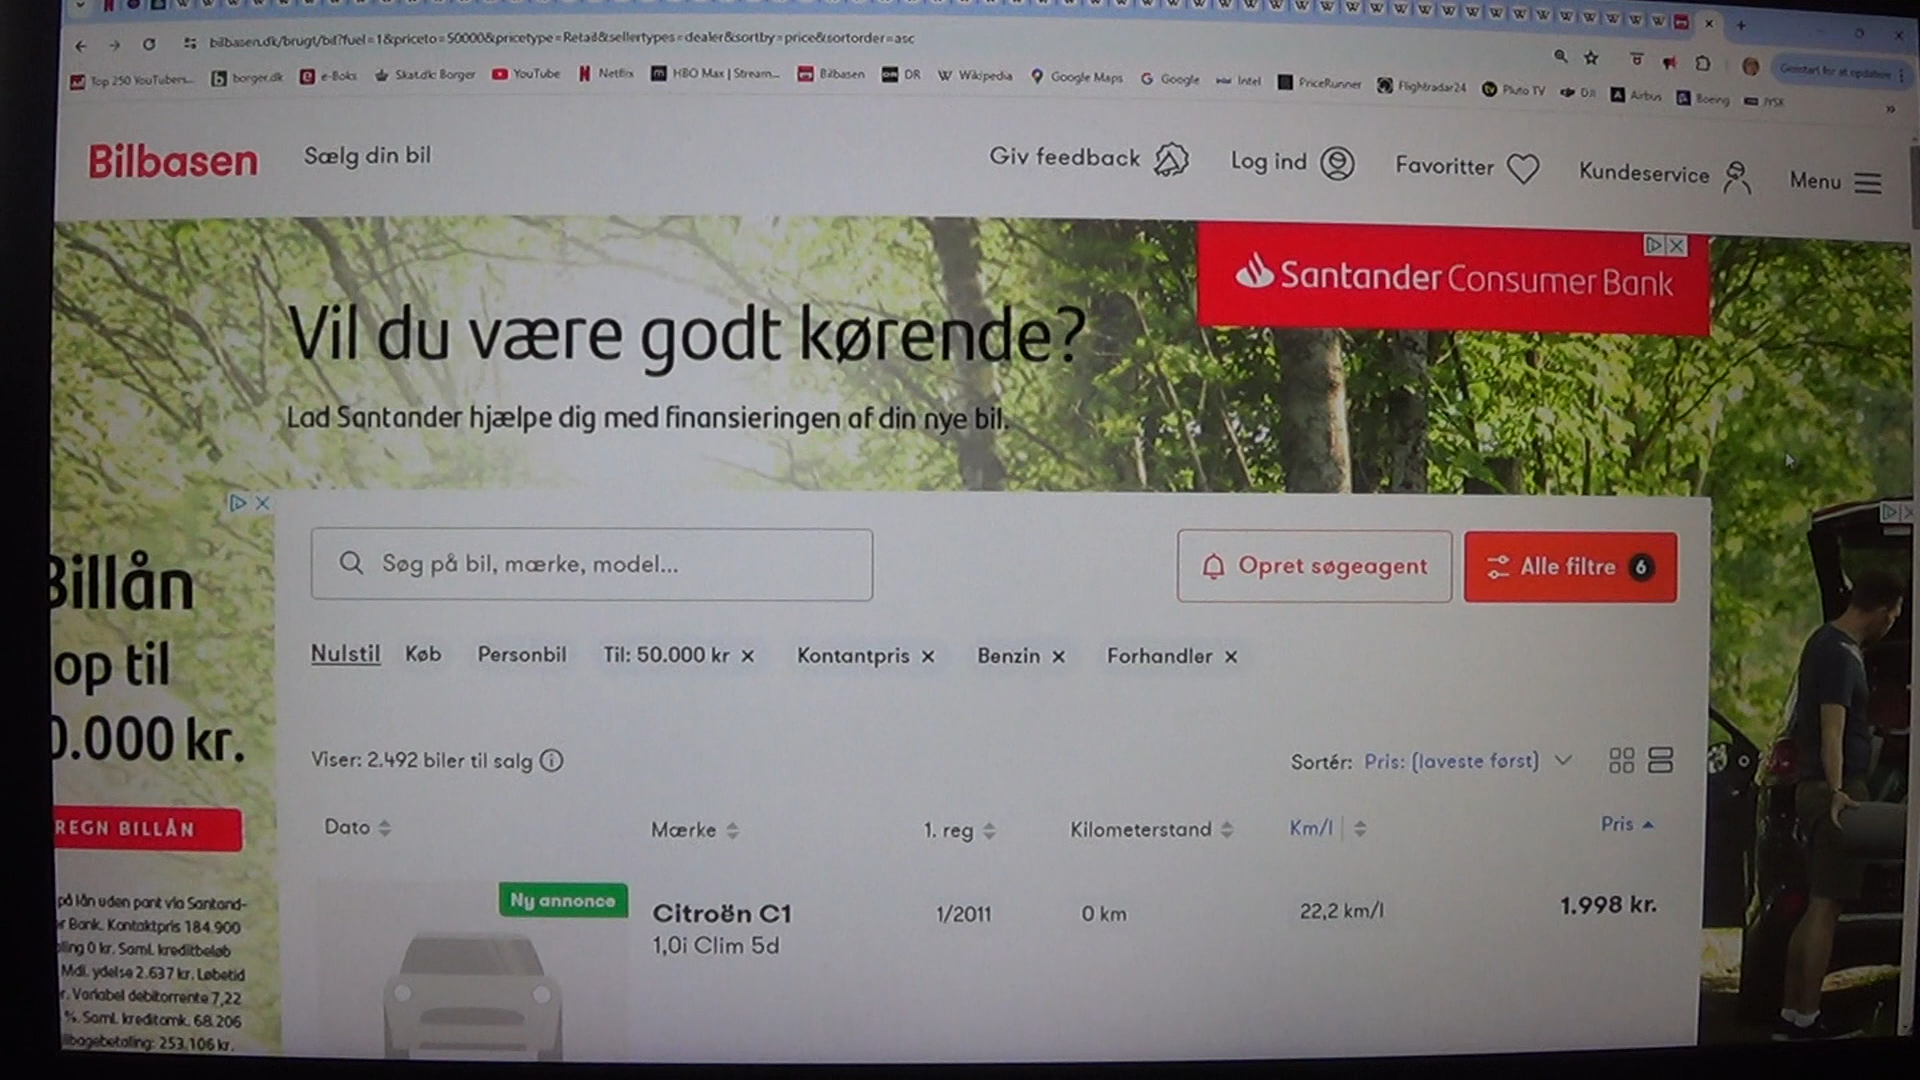 bilbasen.dk/brugt/bil?fuel=1&priceto=50000&pricetype=Retail&sellertypes=dealer&sortby=price&sortorder=asc
Top 250 YouTubers... borger.dk e-Boks Skat.dk: Borger YouTube Netflix HBO Max | Stream... Bilbasen DR Wikipedia Google Maps Google Intel PriceRunner Flightradar24 Pluto TV DJI Airbus Boeing JYSK
Bilbasen Sælg din bil Giv feedback Log ind Favoritter Kundeservice Menu
Santander Consumer Bank
Vil du være godt kørende?
Lad Santander hjælpe dig med finansieringen af din nye bil.
Billån
op til
0.000 kr.
REGN BILLÅN
på lån uden pant via Santand-
r Bank. Kontaktpris 184.900
ling 0 kr. Saml. kreditbeløb
Mdl. ydelse 2.637 kr. Løbetid
r. Variabel debitorrente 7,22
%. Saml. kreditomk. 68.206
lbagebetaling: 253.106 kr.
Søg på bil, mærke, model...
Opret søgeagent
Alle filtre 6
Nulstil Køb Personbil Til: 50.000 kr Kontantpris Benzin Forhandler
Viser: 2.492 biler til salg
Sortér: Pris: (laveste først)
Dato Mærke 1. reg Kilometerstand Km/l Pris
Ny annonce
Citroën C1 1/2011 0 km 22,2 km/l 1.998 kr.
1,0i Clim 5d